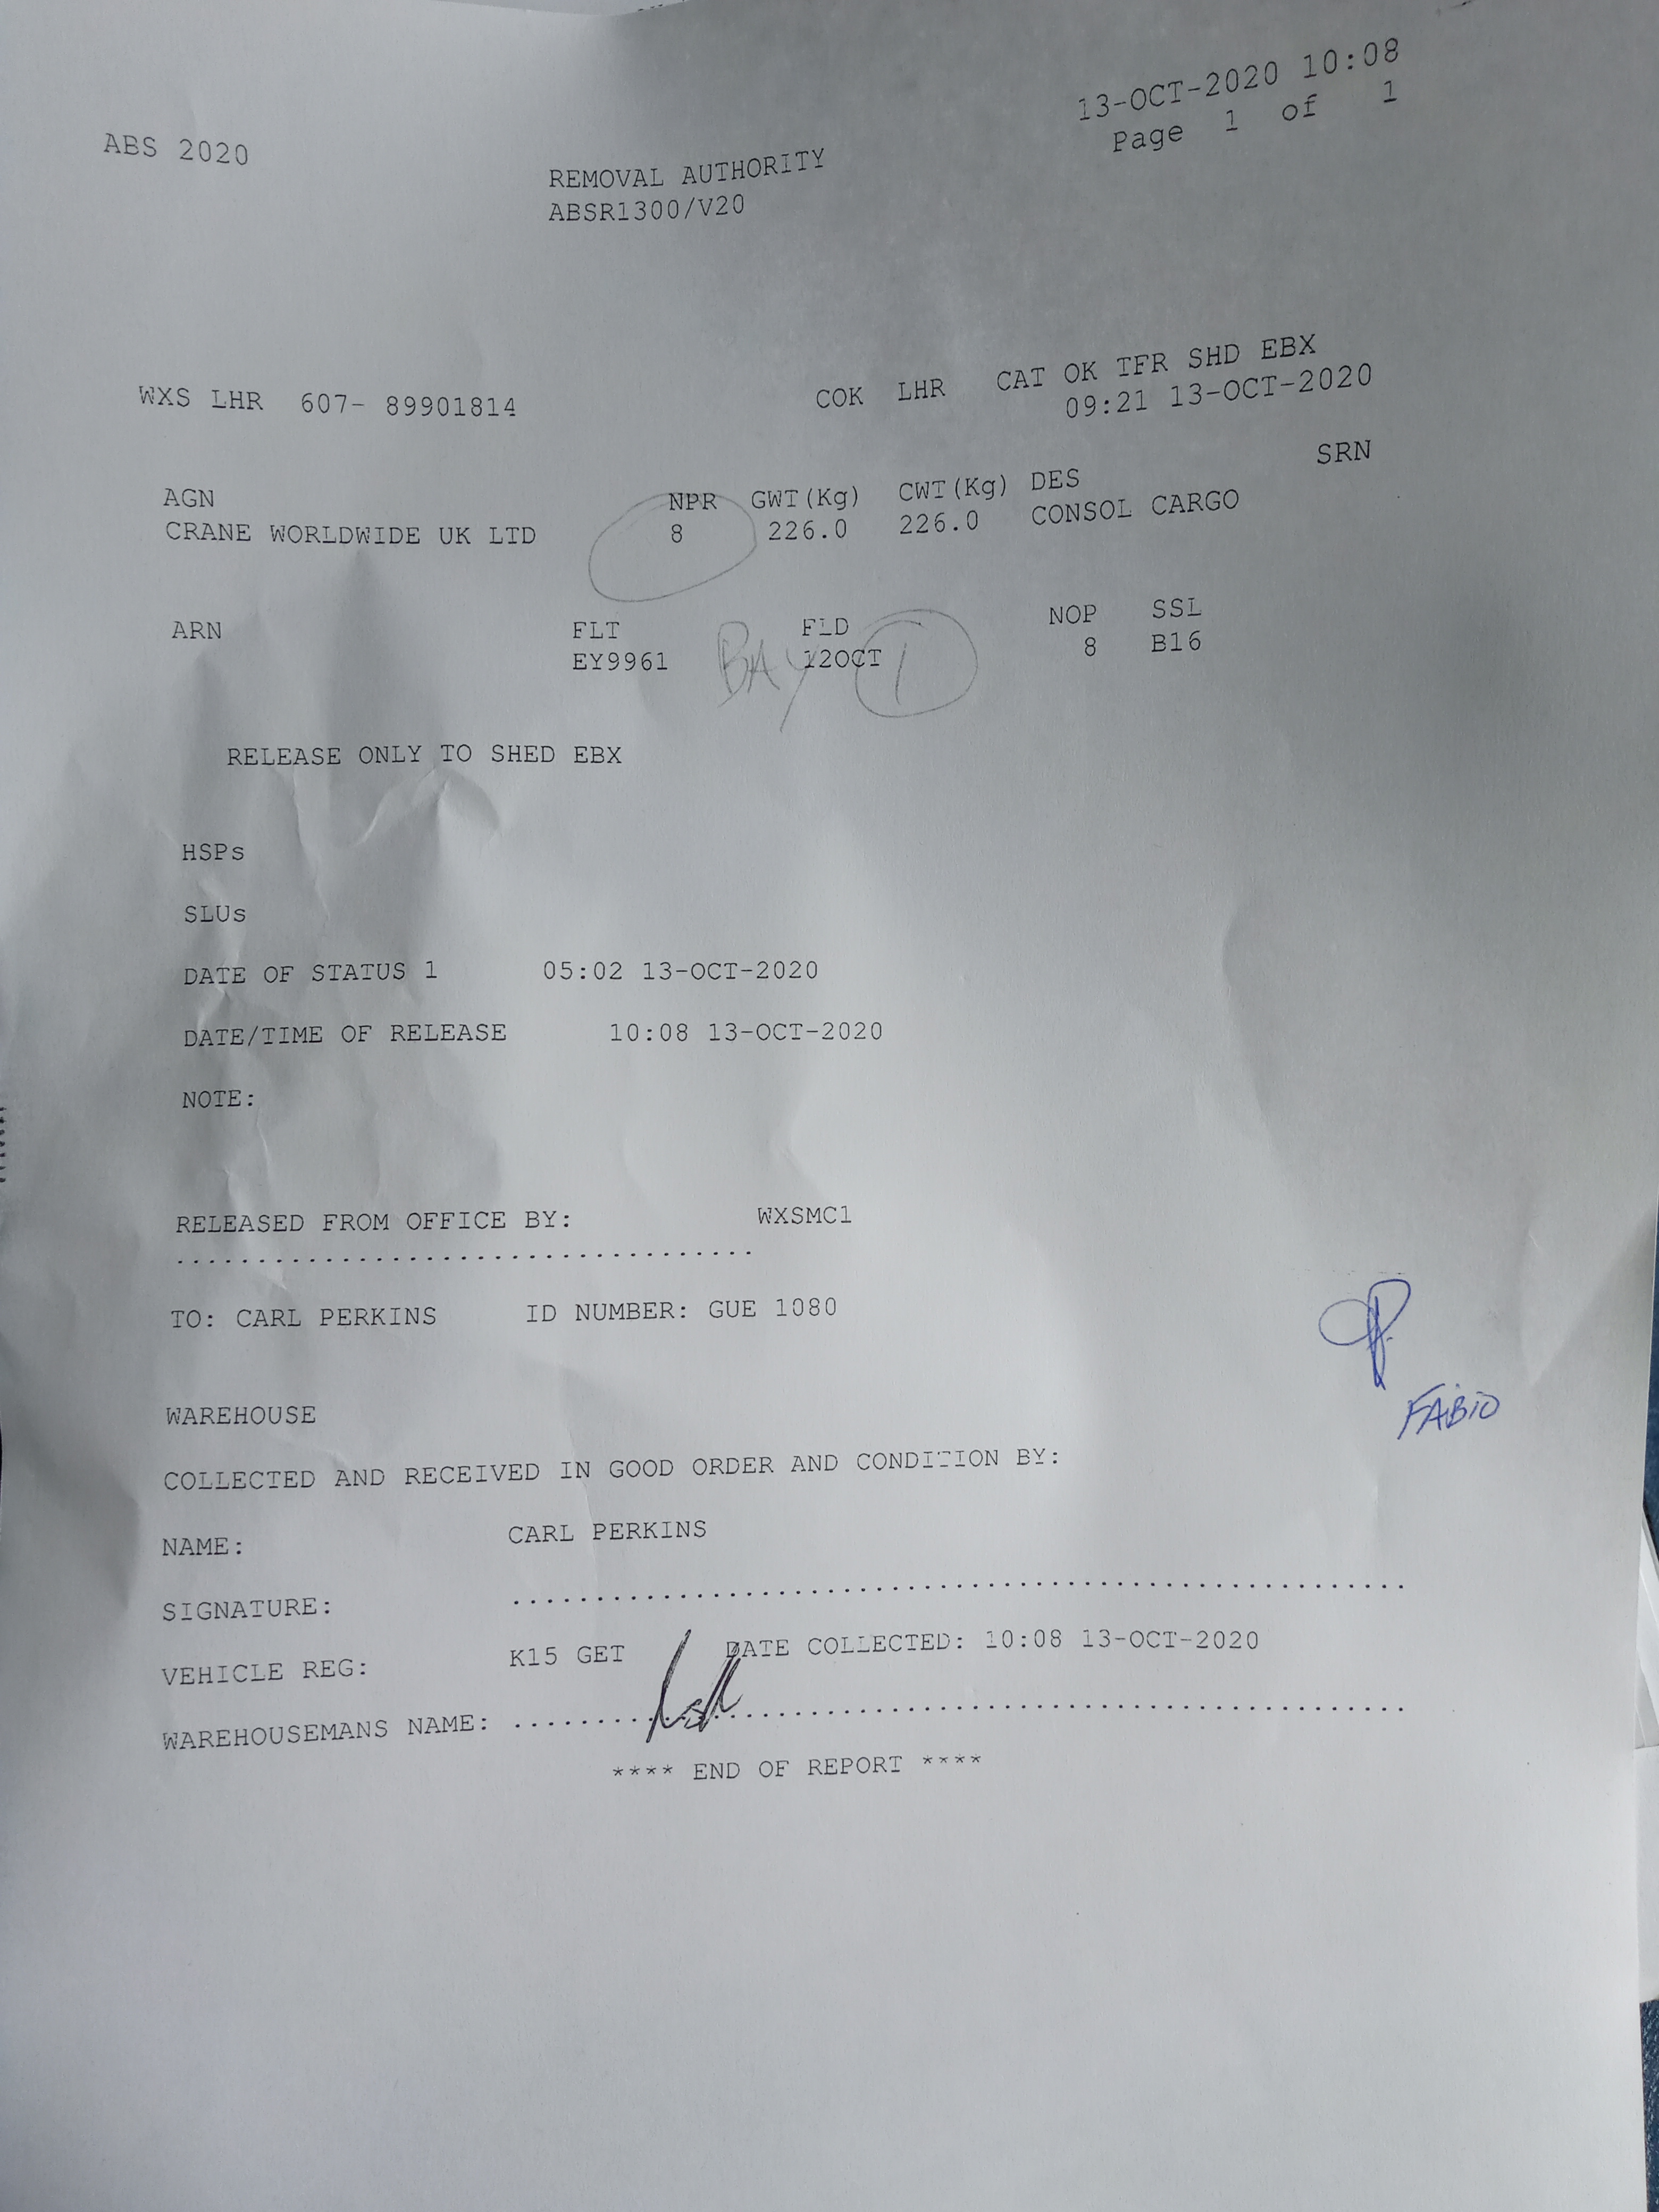 13-OCT-2020 10:08
ABS 2020
Page 1 of 1
REMOVAL AUTHORITY
ABSR1300/V20
WXS LHR 607- 89901814 COK LHR CAT OK TFR SHD EBX
09:21 13-OCT-2020
SRN
AGN NPR GWT(Kg) CWT(Kg) DES
CRANE WORLDWIDE UK LTD 8 226.0 226.0 CONSOL CARGO
ARN FLT FLD NOP SSL
EY9961 12OCT 8 B16
BAY 1
RELEASE ONLY TO SHED EBX
HSPs
SLUs
DATE OF STATUS 1 05:02 13-OCT-2020
DATE/TIME OF RELEASE 10:08 13-OCT-2020
NOTE:
RELEASED FROM OFFICE BY: WXSMC1
...................................
TO: CARL PERKINS ID NUMBER: GUE 1080
FABIO
WAREHOUSE
COLLECTED AND RECEIVED IN GOOD ORDER AND CONDITION BY:
NAME: CARL PERKINS
SIGNATURE: ......................................................
VEHICLE REG: K15 GET DATE COLLECTED: 10:08 13-OCT-2020
WAREHOUSEMANS NAME: ......................................................
**** END OF REPORT ****